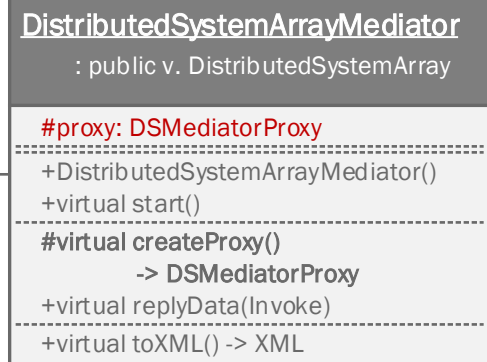 DistributedSystemArrayMediator
: public v. DistributedSystemArray
#proxy: DSMediatorProxy
+DistributedSystemArrayMediator()
+virtual start()
#virtual createProxy()
-> DSMediatorProxy
+virtual replyData(Invoke)
+virtual toXML() -> XML